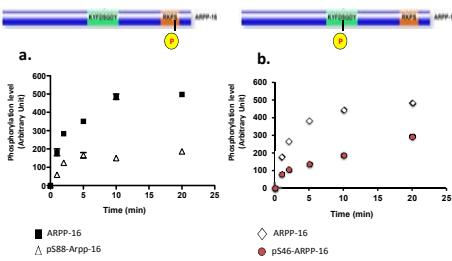 KYFDSGDY RKPS ARPP-16
P
KYFDSGDY RKPS ARPP-16
P
a.
Phosphorylation level
(Arbitrary Unit)
600
500
400
300
200
100
0
0 5 10 15 20 25
Time (min)
ARPP-16
pS88-Arpp-16
b.
Phosphorylation level
(Arbitrary Unit)
600
500
400
300
200
100
0
0 5 10 15 20 25
Time (min)
ARPP-16
pS46-ARPP-16